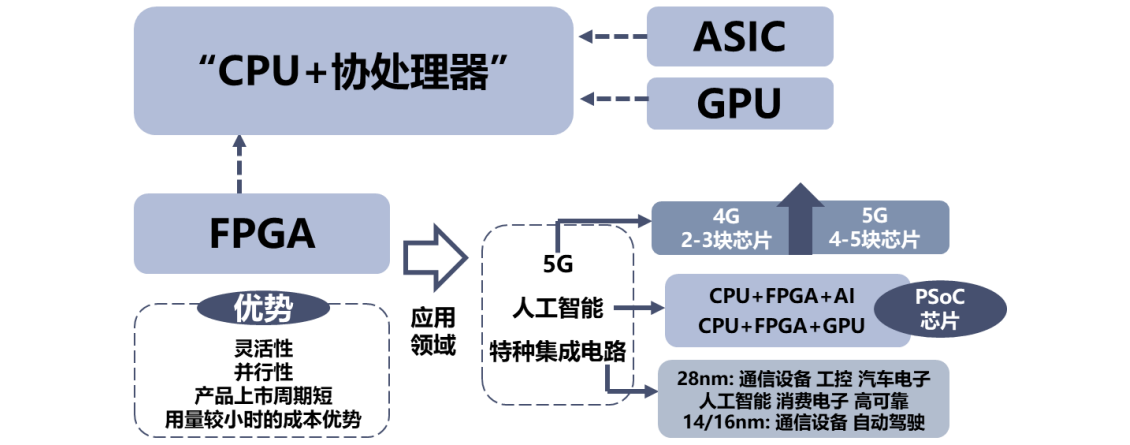 “CPU+协处理器”
ASIC
GPU
FPGA
优势
灵活性
并行性
产品上市周期短
用量较小时的成本优势
应用
领域
5G
人工智能
特种集成电路
4G
2-3块芯片
5G
4-5块芯片
CPU+FPGA+AI
CPU+FPGA+GPU
PSoC
芯片
28nm: 通信设备 工控 汽车电子
人工智能 消费电子 高可靠
14/16nm: 通信设备 自动驾驶